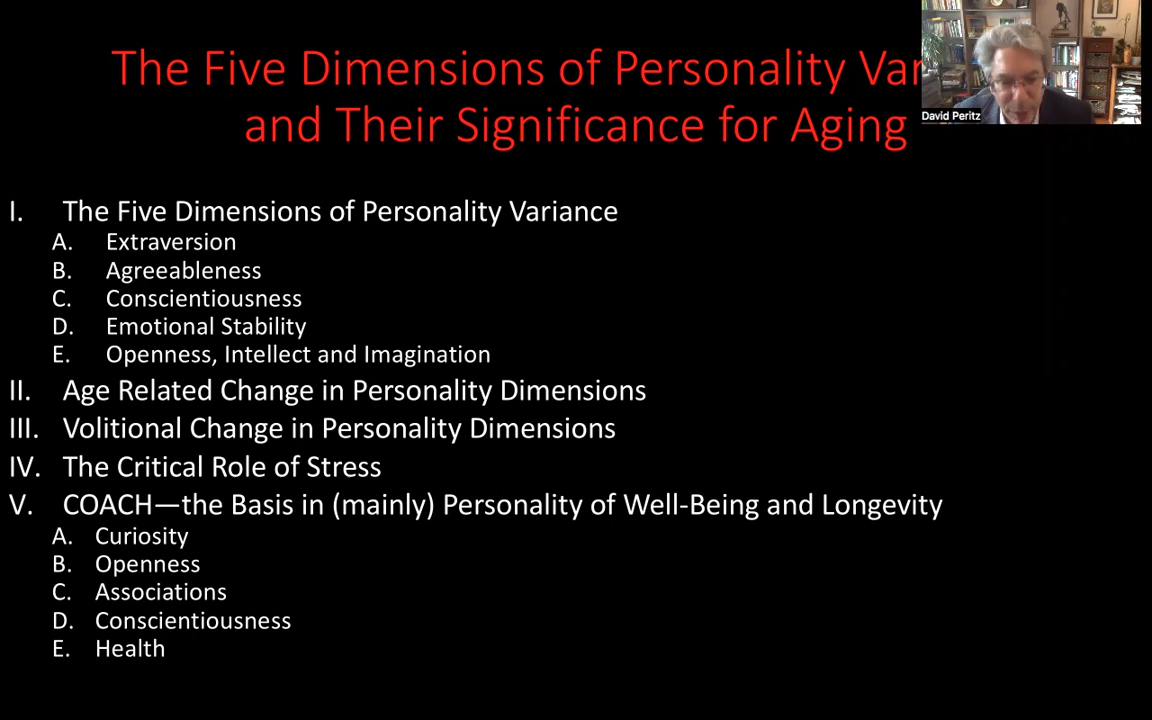 The Five Dimensions of Personality
and Their Significance for Aging
David Peritz
I. The Five Dimensions of Personality Variance
A. Extraversion
B. Agreeableness
C. Conscientiousness
D. Emotional Stability
E. Openness, Intellect and Imagination
II. Age Related Change in Personality Dimensions
III. Volitional Change in Personality Dimensions
IV. The Critical Role of Stress
V. COACH—the Basis in (mainly) Personality of Well-Being and Longevity
A. Curiosity
B. Openness
C. Associations
D. Conscientiousness
E. Health